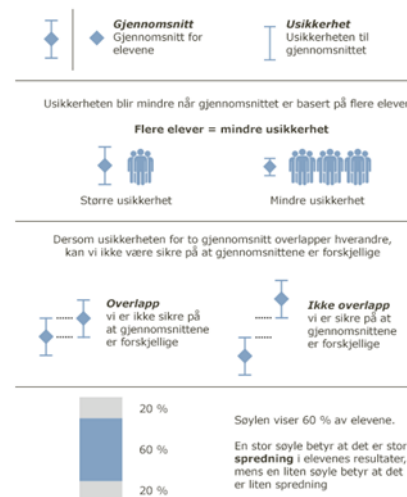 Gjennomsnitt
Gjennomsnitt for
elevene
Usikkerhet
Usikkerheten til
gjennomsnittet
Usikkerheten blir mindre når gjennomsnittet er basert på flere elever
Flere elever = mindre usikkerhet
Større usikkerhet
Mindre usikkerhet
Dersom usikkerheten for to gjennomsnitt overlapper hverandre,
kan vi ikke være sikre på at gjennomsnittene er forskjellige
Overlapp
vi er ikke sikre på
at gjennomsnittene
er forskjellige
Ikke overlapp
vi er sikre på at
gjennomsnittene
er forskjellige
20 %
60 %
20 %
Søylen viser 60 % av elevene.
En stor søyle betyr at det er stor
spredning i elevenes resultater,
mens en liten søyle betyr at det
er liten spredning